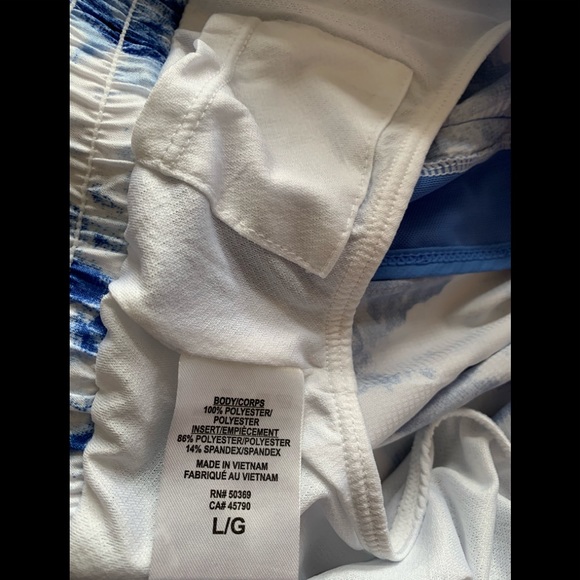 BODY/CORPS
100% POLYESTER/
POLYESTER
INSERT/EMPIÈCEMENT
86% POLYESTER/POLYESTER
14% SPANDEX/SPANDEX
MADE IN VIETNAM
FABRIQUÉ AU VIETNAM
RN# 50369
CA# 45790
L/G